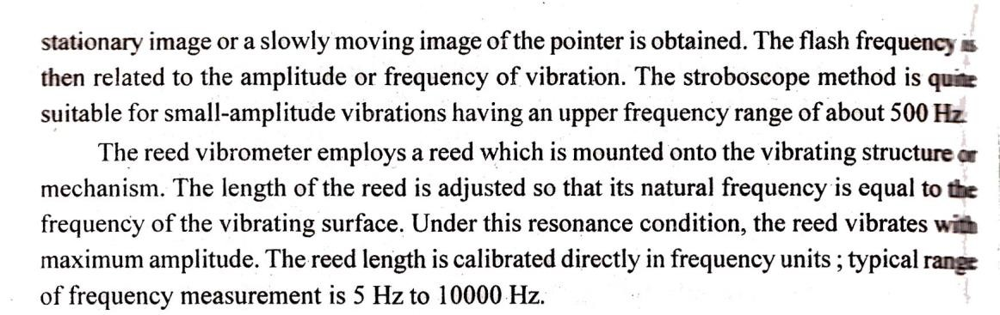 stationary image or a slowly moving image of the pointer is obtained. The flash frequency is
then related to the amplitude or frequency of vibration. The stroboscope method is quite
suitable for small-amplitude vibrations having an upper frequency range of about 500 Hz.
The reed vibrometer employs a reed which is mounted onto the vibrating structure or
mechanism. The length of the reed is adjusted so that its natural frequency is equal to the
frequency of the vibrating surface. Under this resonance condition, the reed vibrates with
maximum amplitude. The reed length is calibrated directly in frequency units ; typical range
of frequency measurement is 5 Hz to 10000 Hz.